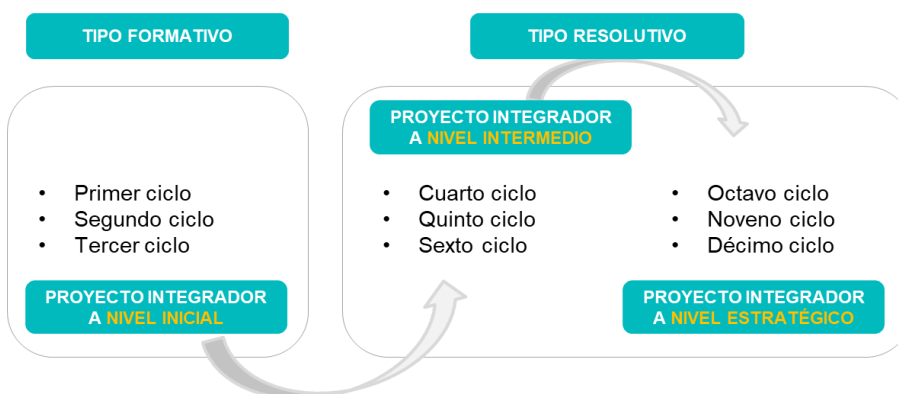 TIPO FORMATIVO
TIPO RESOLUTIVO
• Primer ciclo
• Segundo ciclo
• Tercer ciclo
PROYECTO INTEGRADOR
A NIVEL INICIAL
PROYECTO INTEGRADOR
A NIVEL INTERMEDIO
• Cuarto ciclo
• Quinto ciclo
• Sexto ciclo
• Octavo ciclo
• Noveno ciclo
• Décimo ciclo
PROYECTO INTEGRADOR
A NIVEL ESTRATÉGICO